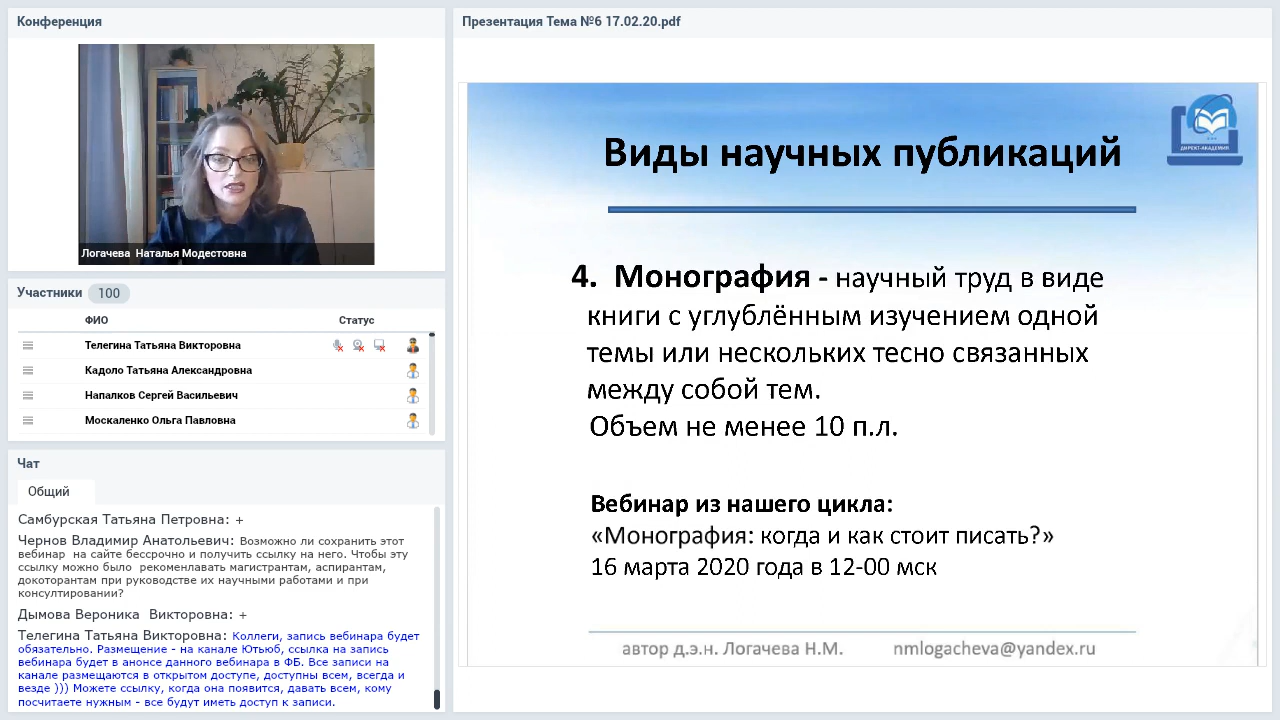 Конференция
Логачева  Наталья Модестовна
Участники 100
ФИО Статус
Телегина Татьяна Викторовна
Кадоло Татьяна Александровна
Напалков Сергей Васильевич
Москаленко Ольга Павловна
Чат
Общий
Самбурская Татьяна Петровна: +
Чернов Владимир Анатольевич: Возможно ли сохранить этот
вебинар  на сайте бессрочно и получить ссылку на него. Чтобы эту
ссылку можно было  рекоменлавать магистрантам, аспирантам,
докоторантам при руководстве их научными работами и при
консултировании?
Дымова Вероника  Викторовна: +
Телегина Татьяна Викторовна: Коллеги, запись вебинара будет
обязательно. Размещение - на канале Ютьюб, ссылка на запись
вебинара будет в анонсе данного вебинара в ФБ. Все записи на
канале размещаются в открытом доступе, доступны всем, всегда и
везде ))) Можете ссылку, когда она появится, давать всем, кому
посчитаете нужным - все будут иметь доступ к записи.
Презентация Тема №6 17.02.20.pdf
ДИРЕКТ-АКАДЕМИЯ
Виды научных публикаций
4. Монография - научный труд в виде
книги с углублённым изучением одной
темы или нескольких тесно связанных
между собой тем.
Объем не менее 10 п.л.
Вебинар из нашего цикла:
«Монография: когда и как стоит писать?»
16 марта 2020 года в 12-00 мск
автор д.э.н. Логачева Н.М. nmlogacheva@yandex.ru